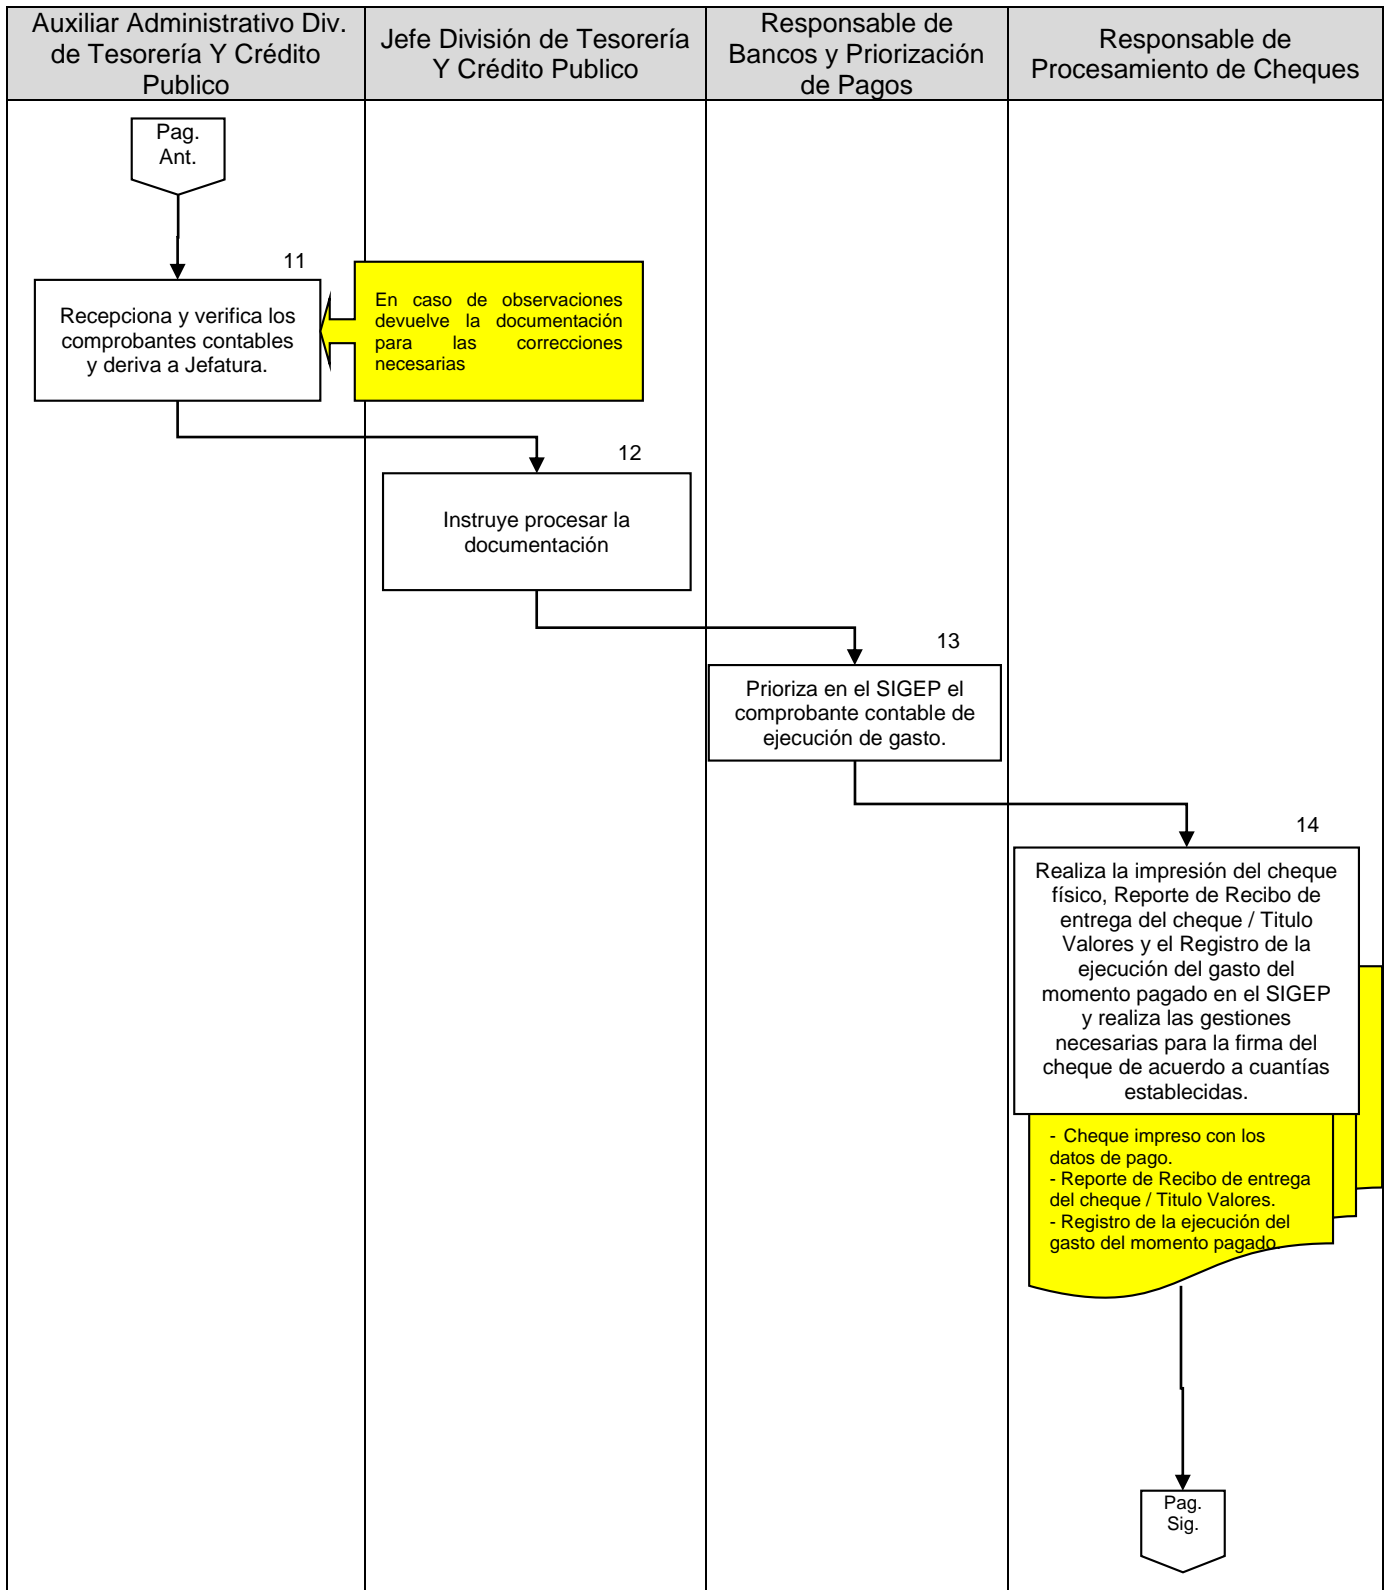 Auxiliar Administrativo Div.
de Tesorería Y Crédito
Publico
Jefe División de Tesorería
Y Crédito Publico
Responsable de
Bancos y Priorización
de Pagos
Responsable de
Procesamiento de Cheques
Pag.
Ant.
11
Recepciona y verifica los
comprobantes contables
y deriva a Jefatura.
En caso de observaciones
devuelve la documentación
para las correcciones
necesarias
12
Instruye procesar la
documentación
13
Prioriza en el SIGEP el
comprobante contable de
ejecución de gasto.
14
Realiza la impresión del cheque
físico, Reporte de Recibo de
entrega del cheque / Titulo
Valores y el Registro de la
ejecución del gasto del
momento pagado en el SIGEP
y realiza las gestiones
necesarias para la firma del
cheque de acuerdo a cuantías
establecidas.
- Cheque impreso con los
datos de pago.
- Reporte de Recibo de entrega
del cheque / Titulo Valores.
- Registro de la ejecución del
gasto del momento pagado.
Pag.
Sig.